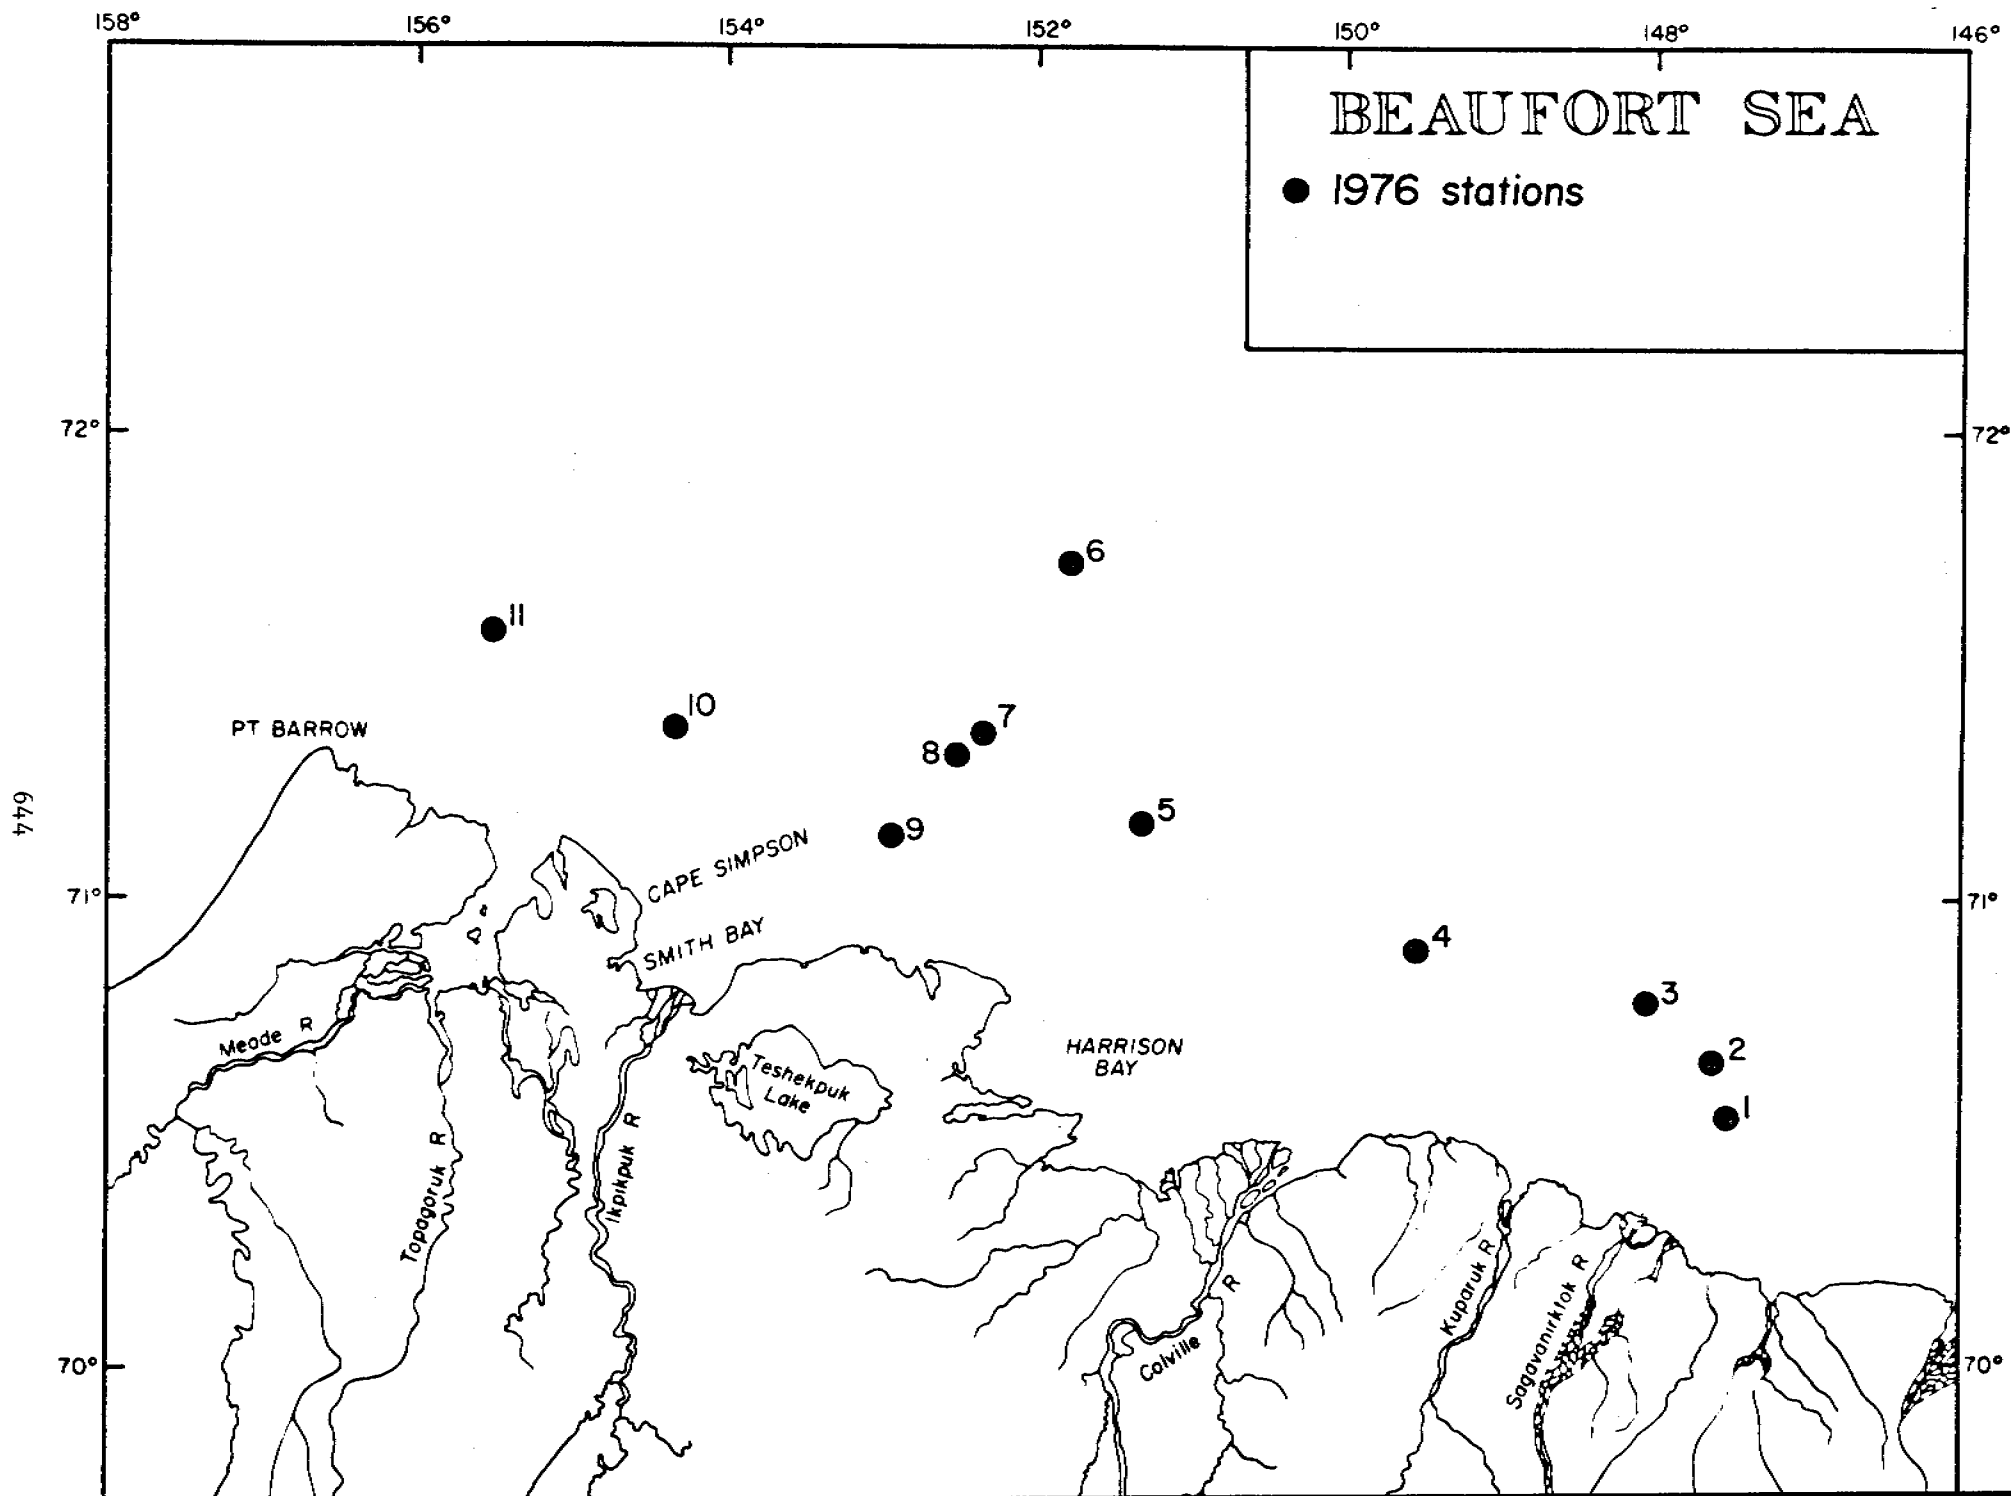 158°
156°
154°
152°
150°
148°
146°
BEAUFORT SEA
1976 stations
72°
72°
6
11
10
7
8
PT BARROW
5
9
644
CAPE SIMPSON
71°
71°
SMITH BAY
4
3
Meade R
HARRISON
BAY
2
Teshekpuk
Lake
1
Topagoruk R
Ikpikpuk R
Colville R
Kuparuk R
Sagavanirktok R
70°
70°